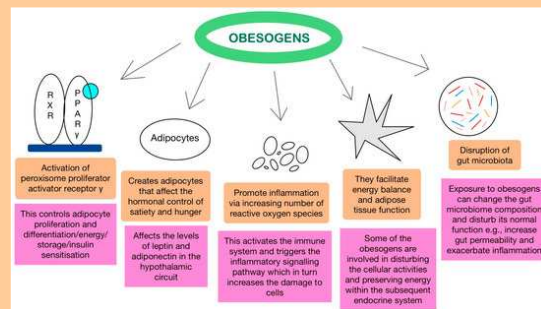 OBESOGENS
RXR
PPARγ
Adipocytes
Activation of
peroxisome proliferator
activator receptor γ
This controls adipocyte
proliferation and
differentiation/energy/
storage/insulin
sensitisation
Creates adipocytes
that affect the
hormonal control of
satiety and hunger
Affects the levels
of leptin and
adiponectin in the
hypothalamic
circuit
Promote inflammation
via increasing number of
reactive oxygen species
This activates the immune
system and triggers the
inflammatory signalling
pathway which in turn
increases the damage to
cells
They facilitate
energy balance
and adipose
tissue function
Some of the
obesogens are
involved in disturbing
the cellular activities
and preserving energy
within the subsequent
endocrine system
Disruption of
gut microbiota
Exposure to obesogens
can change the gut
microbiome composition
and disturb its normal
function e.g., increase
gut permeability and
exacerbate inflammation